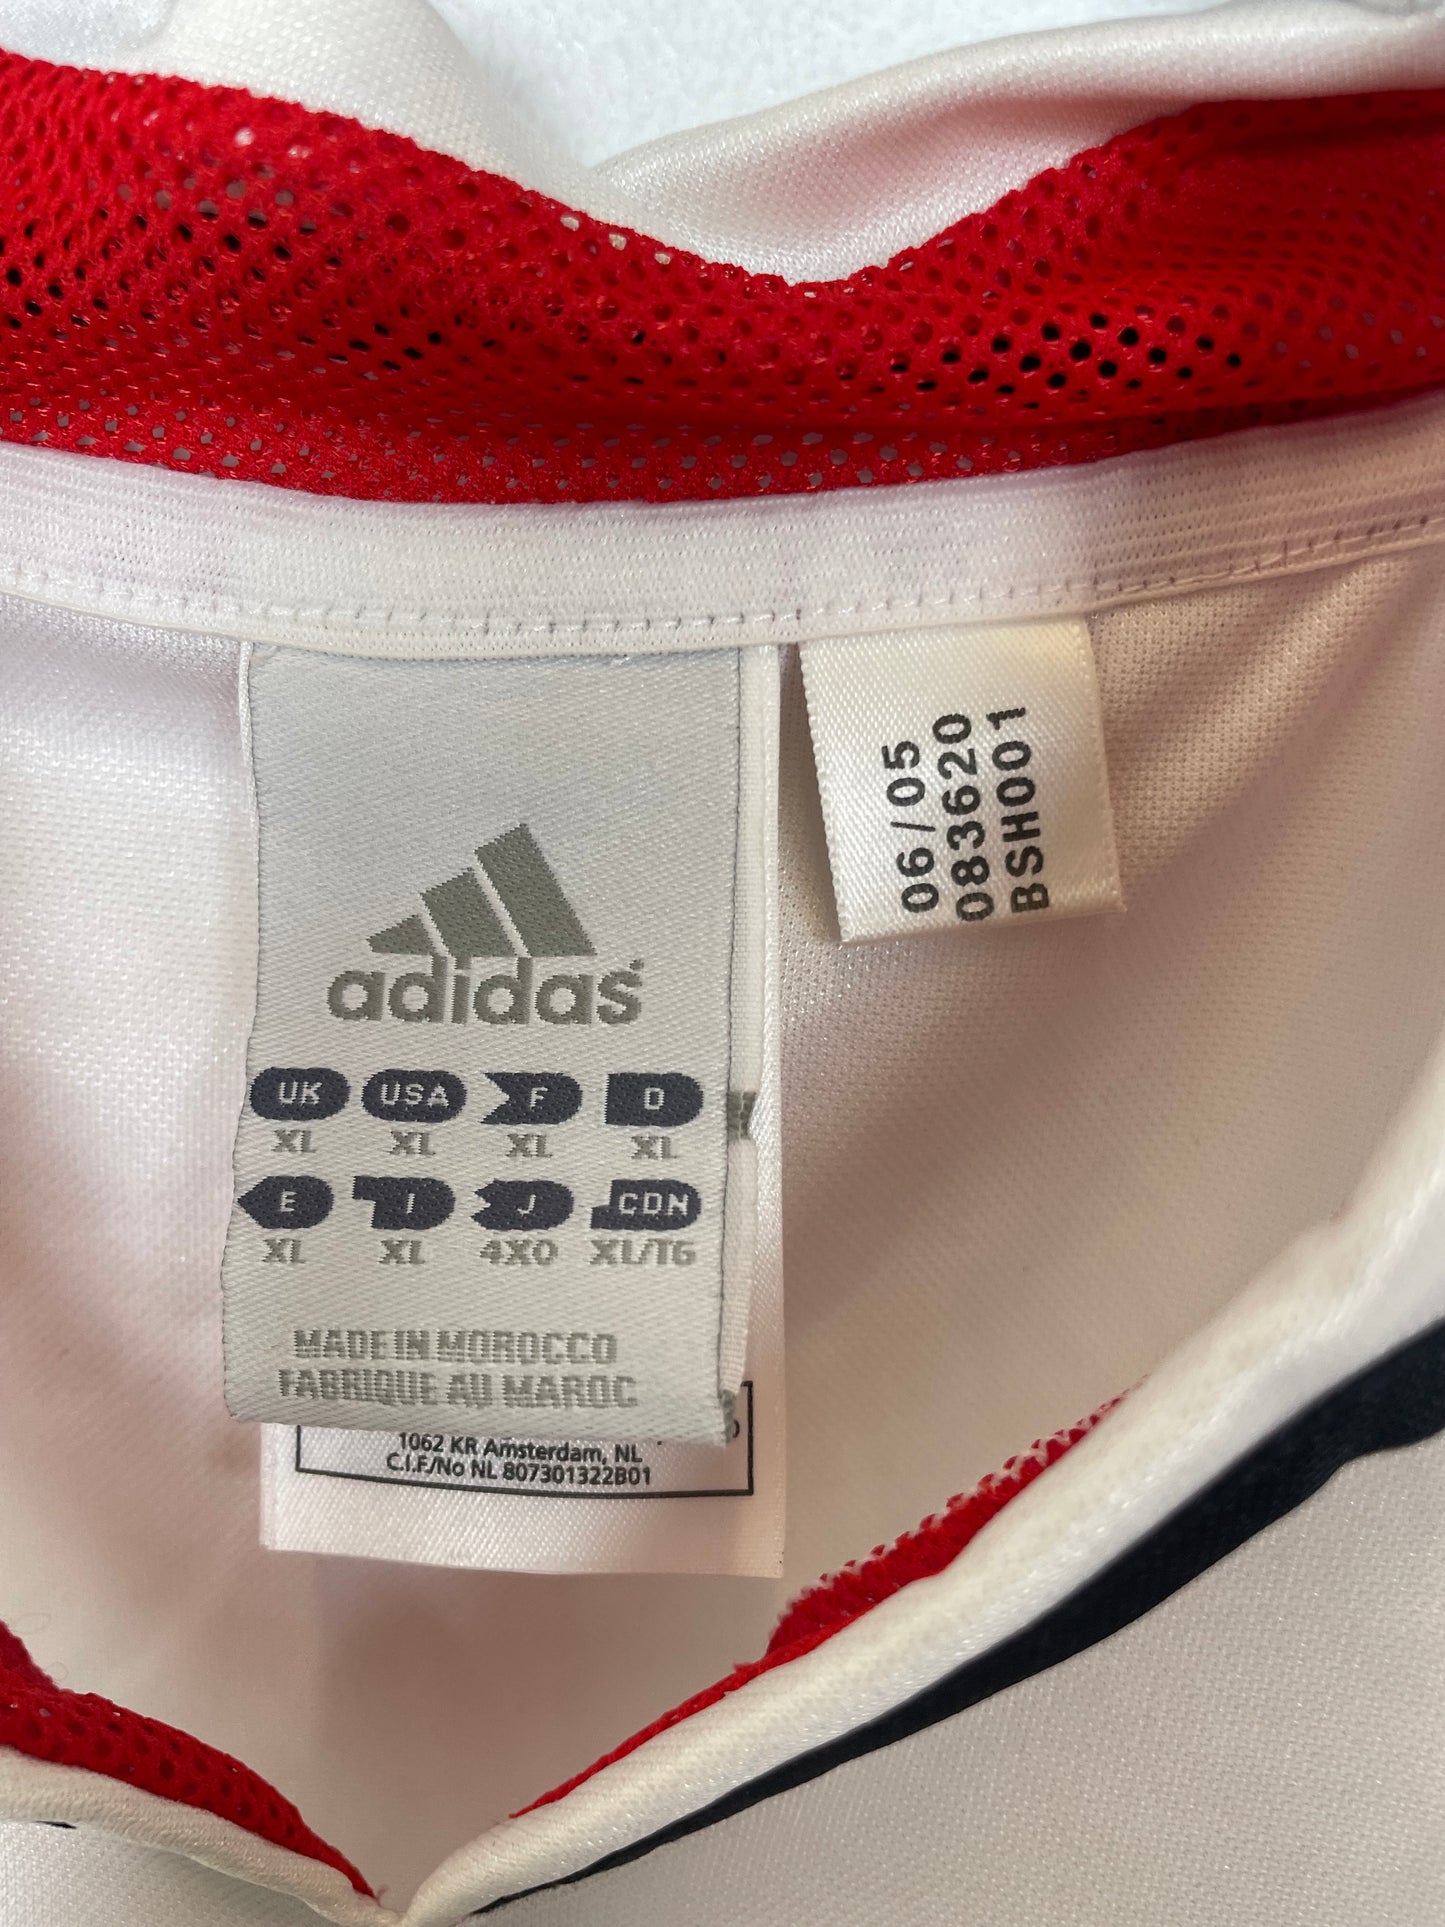 adidas
UK USA F D
XL XL XL XL
E I J CDN
XL XL 4XO XL/TG
MADE IN MOROCCO
FABRIQUE AU MAROC
1062 KR Amsterdam, NL
C.I.F./No NL 807301322B01
06/05
083620
BSH001